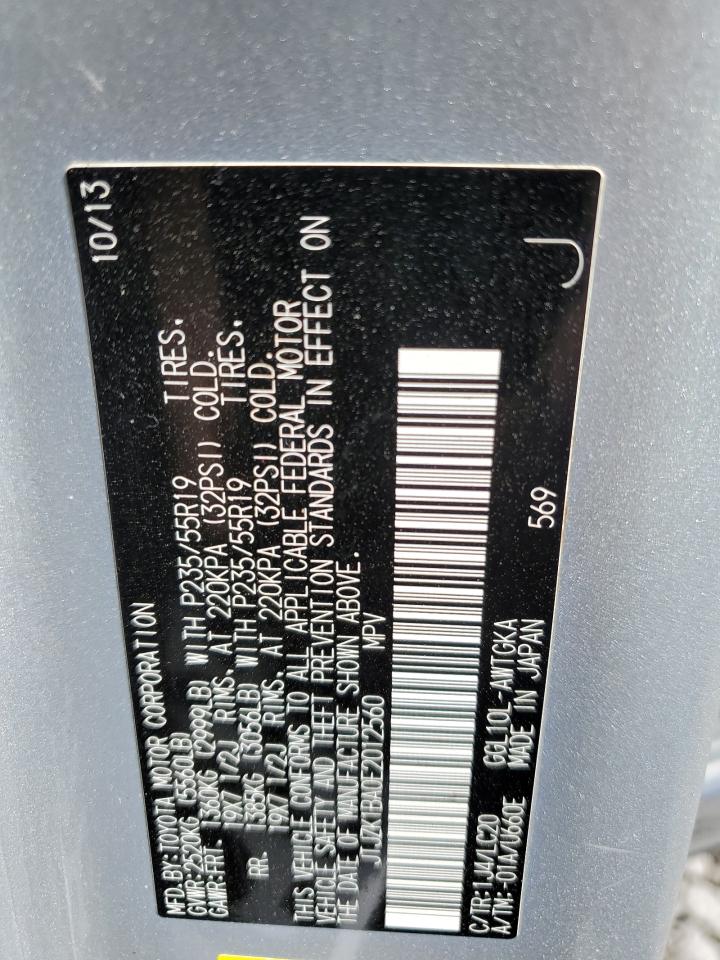 MFD.BY:TOYOTA MOTOR CORPORATION 10/13
GVWR:2520KG (5560LB)
GAWR:FRT. 1360KG (2999LB) WITH P235/55R19 TIRES.
19X7 1/2J RIMS, AT 220KPA (32PSI) COLD.
RR. 1385KG (3056LB) WITH P235/55R19 TIRES.
19X7 1/2J RIMS, AT 220KPA (32PSI) COLD.
THIS VEHICLE CONFORMS TO ALL APPLICABLE FEDERAL MOTOR
VEHICLE SAFETY AND THEFT PREVENTION STANDARDS IN EFFECT ON
THE DATE OF MANUFACTURE SHOWN ABOVE.
JTJZK1BA0E2012560 MPV
C/TR:1J4/LC20 GGL10L-AWTGKA 569
A/TM:-01A/U660E MADE IN JAPAN
J